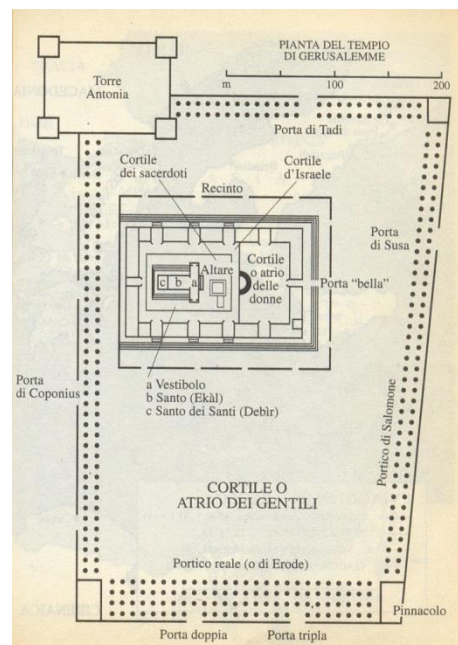 PIANTA DEL TEMPIO
DI GERUSALEMME
m 100 200
Torre
Antonia
Porta di Tadi
Cortile
dei sacerdoti
Cortile
d'Israele
Recinto
Porta
di Susa
Altare
Cortile
o atrio
delle
donne
c b a
Porta "bella"
Porta
di Coponius
a Vestibolo
b Santo (Ekàl)
c Santo dei Santi (Debìr)
Portico di Salomone
CORTILE O
ATRIO DEI GENTILI
Portico reale (o di Erode)
Pinnacolo
Porta doppia
Porta tripla